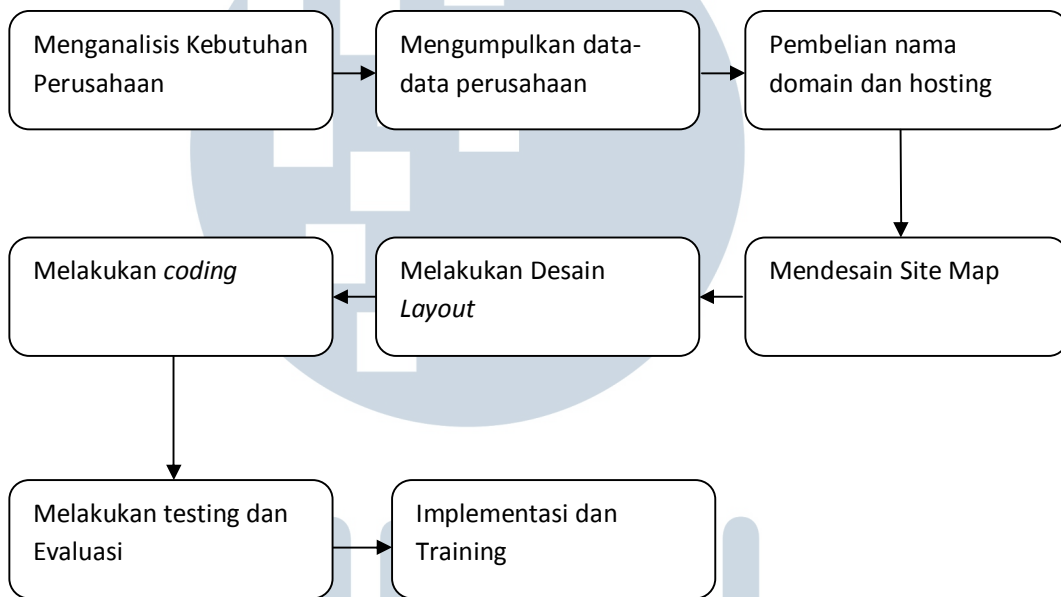 Menganalisis Kebutuhan
Perusahaan
Mengumpulkan data-
data perusahaan
Pembelian nama
domain dan hosting
Mendesain Site Map
Melakukan Desain
Layout
Melakukan coding
Melakukan testing dan
Evaluasi
Implementasi dan
Training